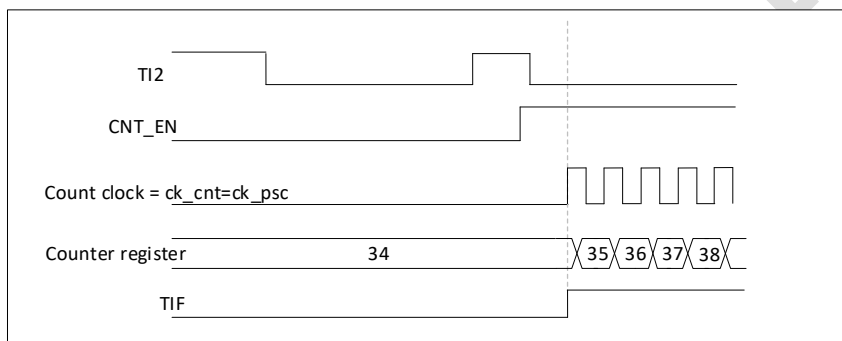 TI2
CNT_EN
Count clock = ck_cnt=ck_psc
Counter register 34 35 36 37 38
TIF